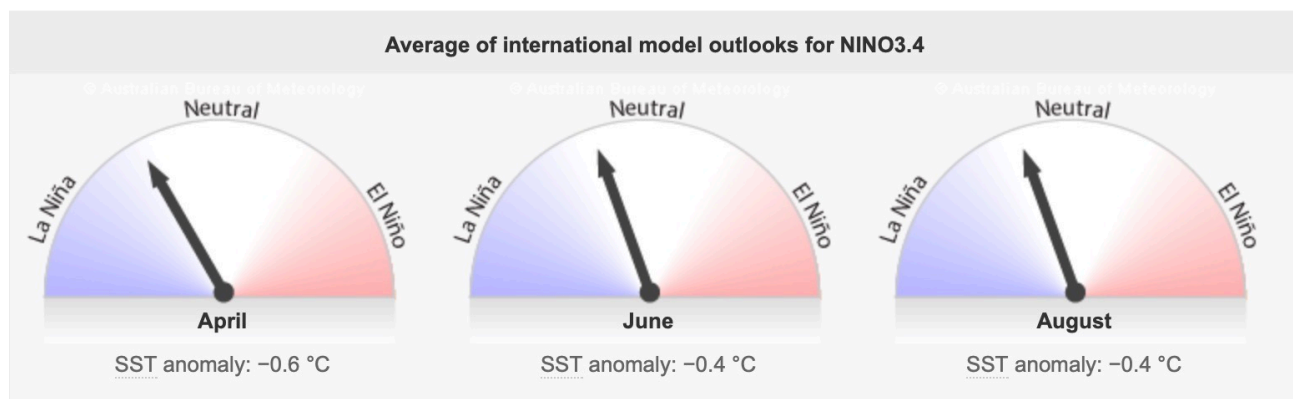 Average of international model outlooks for NINO3.4
© Australian Bureau of Meteorology
Neutral
La Niña
El Niño
April
SST anomaly: −0.6 °C
© Australian Bureau of Meteorology
Neutral
La Niña
El Niño
June
SST anomaly: −0.4 °C
© Australian Bureau of Meteorology
Neutral
La Niña
El Niño
August
SST anomaly: −0.4 °C